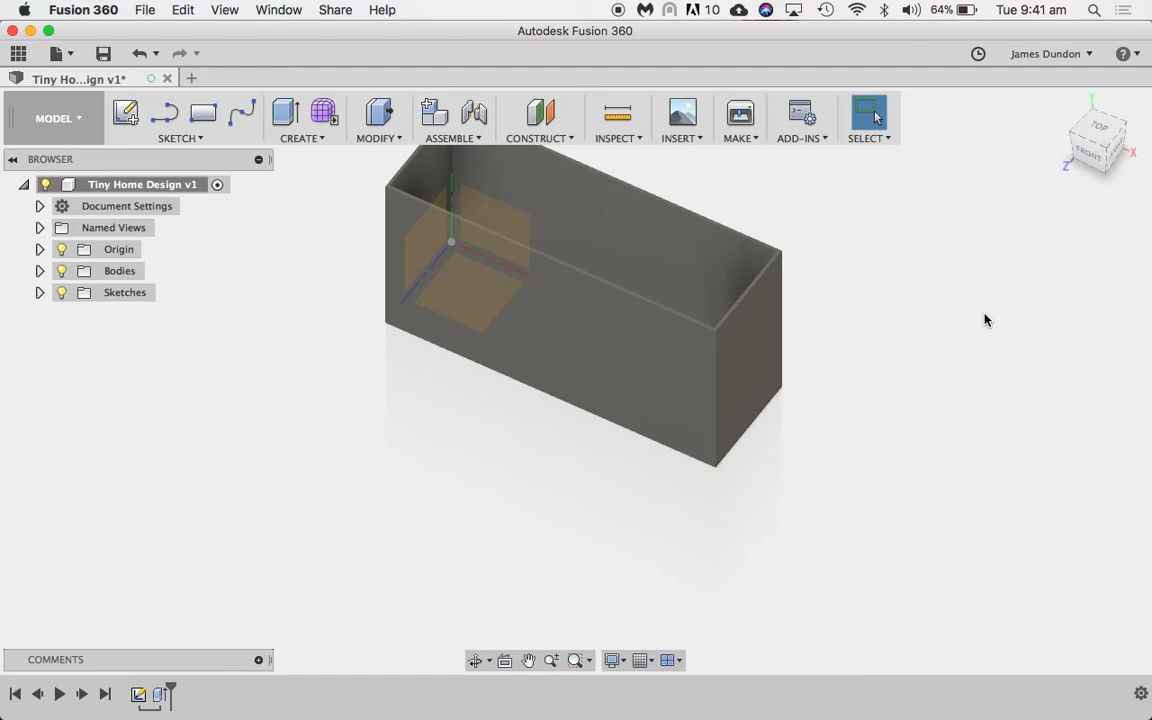 Fusion 360 File Edit View Window Share Help 10 64% Tue 9:41 am
Autodesk Fusion 360
James Dundon
Tiny Ho...ign v1*
MODEL
SKETCH CREATE MODIFY ASSEMBLE CONSTRUCT INSPECT INSERT MAKE ADD-INS SELECT
TOP
FRONT
X
Y
Z
BROWSER
Tiny Home Design v1
Document Settings
Named Views
Origin
Bodies
Sketches
COMMENTS